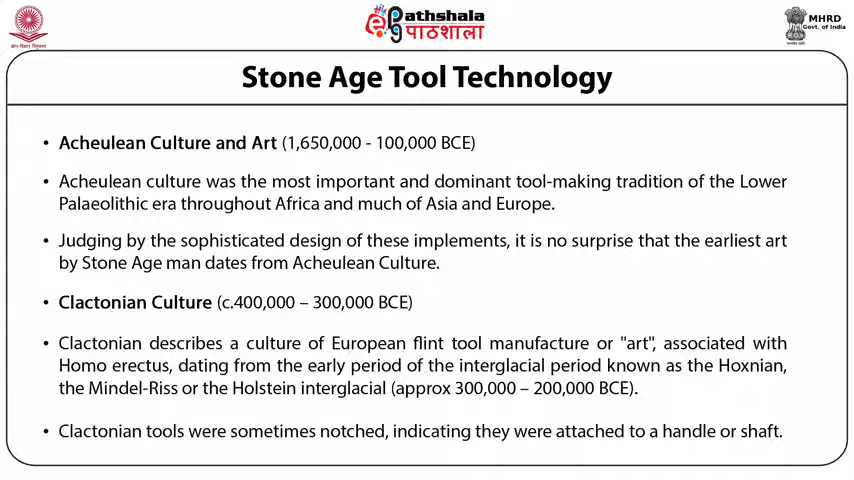 ज्ञान-विज्ञान विमुक्तये
Pathshala
पाठशाला
MHRD
Govt. of India
सत्यमेव जयते
Stone Age Tool Technology
• Acheulean Culture and Art (1,650,000 - 100,000 BCE)
• Acheulean culture was the most important and dominant tool-making tradition of the Lower
Palaeolithic era throughout Africa and much of Asia and Europe.
• Judging by the sophisticated design of these implements, it is no surprise that the earliest art
by Stone Age man dates from Acheulean Culture.
• Clactonian Culture (c.400,000 – 300,000 BCE)
• Clactonian describes a culture of European flint tool manufacture or "art", associated with
Homo erectus, dating from the early period of the interglacial period known as the Hoxnian,
the Mindel-Riss or the Holstein interglacial (approx 300,000 – 200,000 BCE).
• Clactonian tools were sometimes notched, indicating they were attached to a handle or shaft.